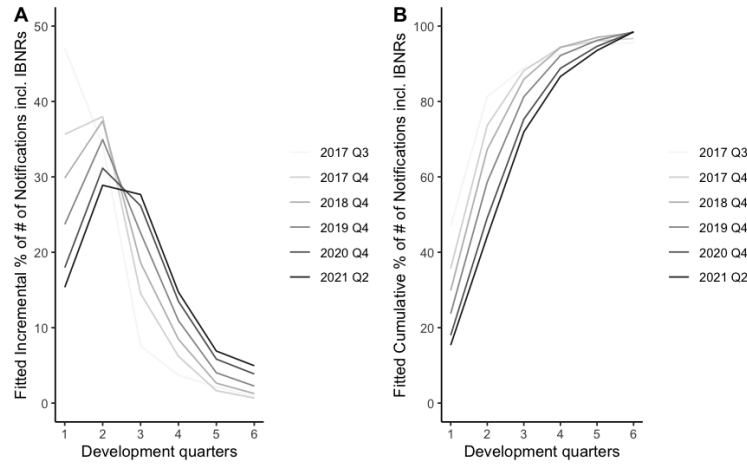 A
Fitted Incremental % of # of Notifications incl. IBNRs
50
40
30
20
10
0
1 2 3 4 5 6
Development quarters
2017 Q3
2017 Q4
2018 Q4
2019 Q4
2020 Q4
2021 Q2
B
Fitted Cumulative % of # of Notifications incl. IBNRs
100
80
60
40
20
0
1 2 3 4 5 6
Development quarters
2017 Q3
2017 Q4
2018 Q4
2019 Q4
2020 Q4
2021 Q2